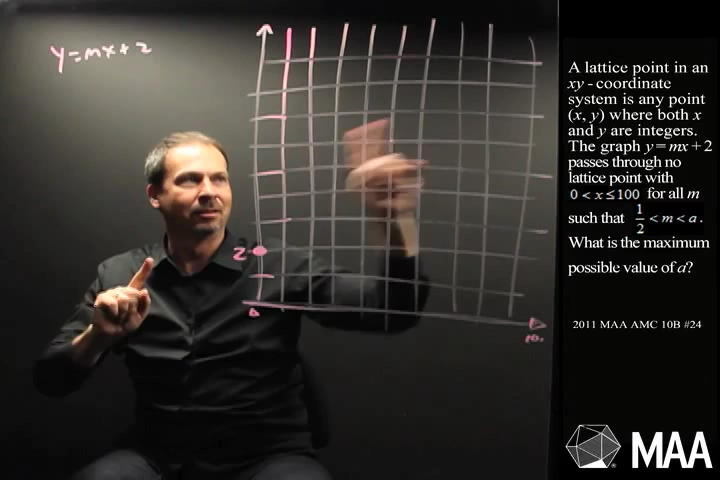 y=mx+2
2
A lattice point in an
xy - coordinate
system is any point
(x, y) where both x
and y are integers.
The graph y = mx + 2
passes through no
lattice point with
0 < x ≤ 100 for all m
such that 1/2 < m < a.
What is the maximum
possible value of a?
2011 MAA AMC 10B #24
MAA